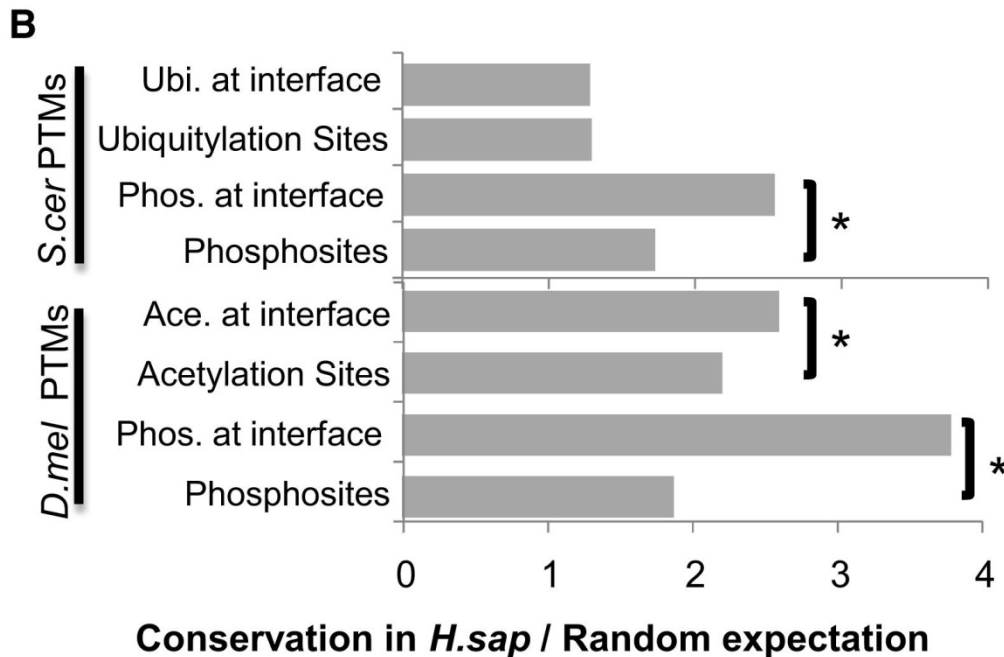 B
S.cer PTMs
Ubi. at interface
Ubiquitylation Sites
Phos. at interface
Phosphosites
*
D.mel PTMs
Ace. at interface
Acetylation Sites
*
Phos. at interface
Phosphosites
*
0 1 2 3 4
Conservation in H.sap / Random expectation